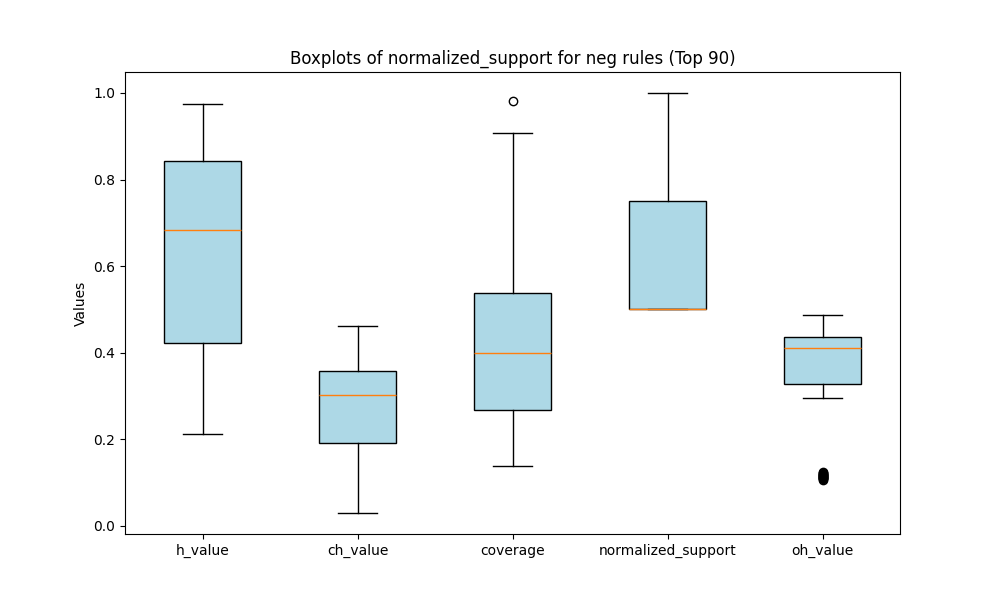 Boxplots of normalized_support for neg rules (Top 90)
Values
1.0
0.8
0.6
0.4
0.2
0.0
h_value
ch_value
coverage
normalized_support
oh_value